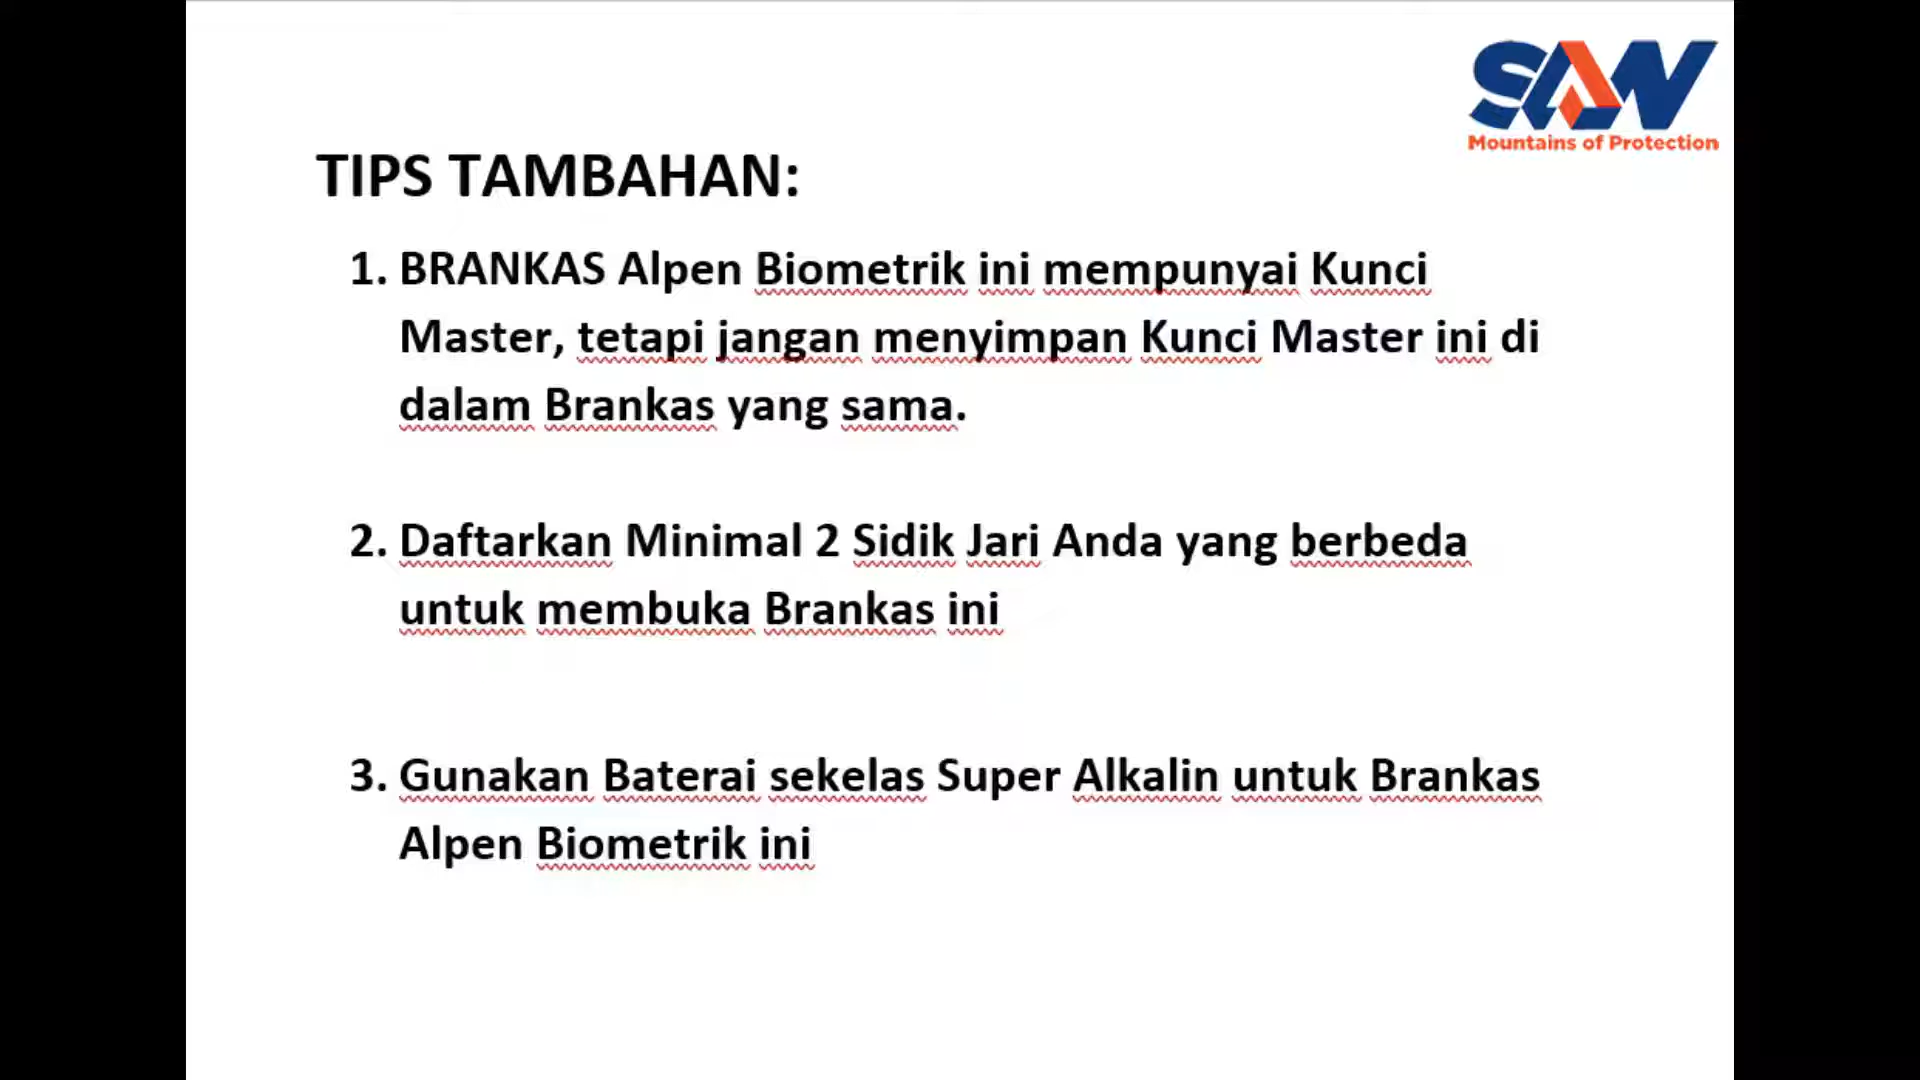 SAW
Mountains of Protection
TIPS TAMBAHAN:
1. BRANKAS Alpen Biometrik ini mempunyai Kunci
Master, tetapi jangan menyimpan Kunci Master ini di
dalam Brankas yang sama.
2. Daftarkan Minimal 2 Sidik Jari Anda yang berbeda
untuk membuka Brankas ini
3. Gunakan Baterai sekelas Super Alkalin untuk Brankas
Alpen Biometrik ini